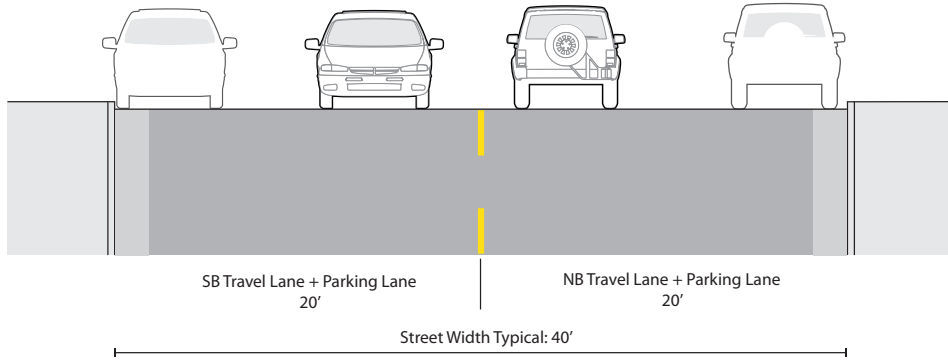 SB Travel Lane + Parking Lane
20’
NB Travel Lane + Parking Lane
20’
Street Width Typical: 40’